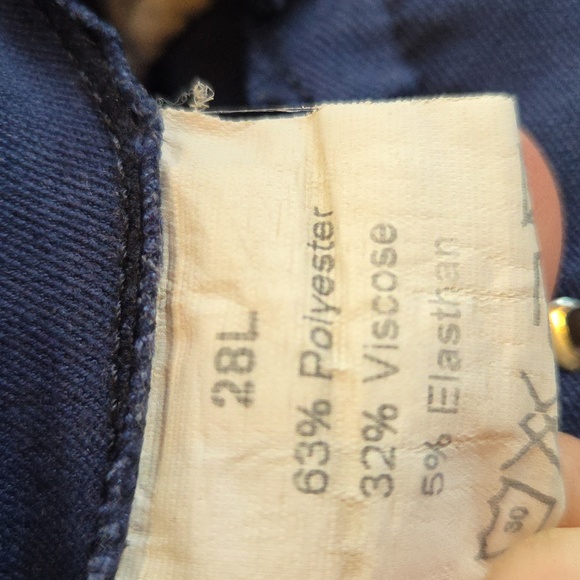 28L
63% Polyester
32% Viscose
5% Elasthan
30